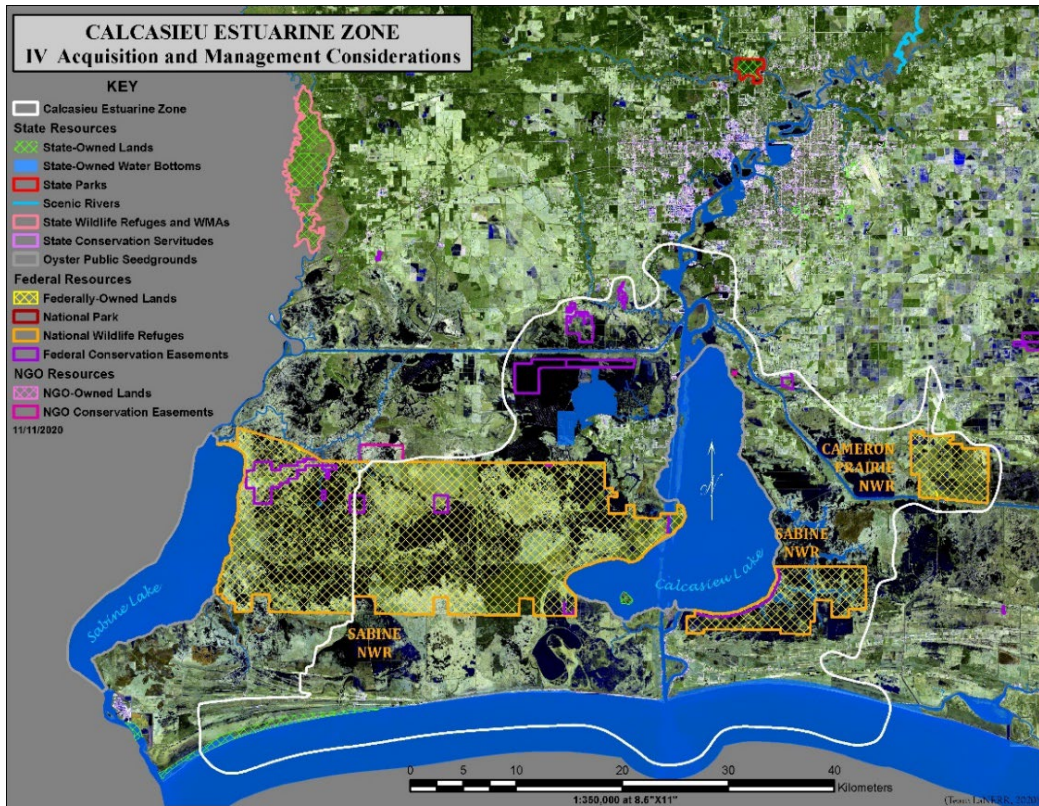 CALCASIEU ESTUARINE ZONE
IV Acquisition and Management Considerations
KEY
Calcasieu Estuarine Zone
State Resources
State-Owned Lands
State-Owned Water Bottoms
State Parks
Scenic Rivers
State Wildlife Refuges and WMAs
State Conservation Servitudes
Oyster Public Seedgrounds
Federal Resources
Federally-Owned Lands
National Park
National Wildlife Refuges
Federal Conservation Easements
NGO Resources
NGO-Owned Lands
NGO Conservation Easements
11/11/2020
CAMERON
PRAIRIE
NWR
N
SABINE
NWR
Calcasieu Lake
Sabine Lake
SABINE
NWR
0 5 10 20 30 40
Kilometers
1:350,000 at 8.6"X11"
2020)